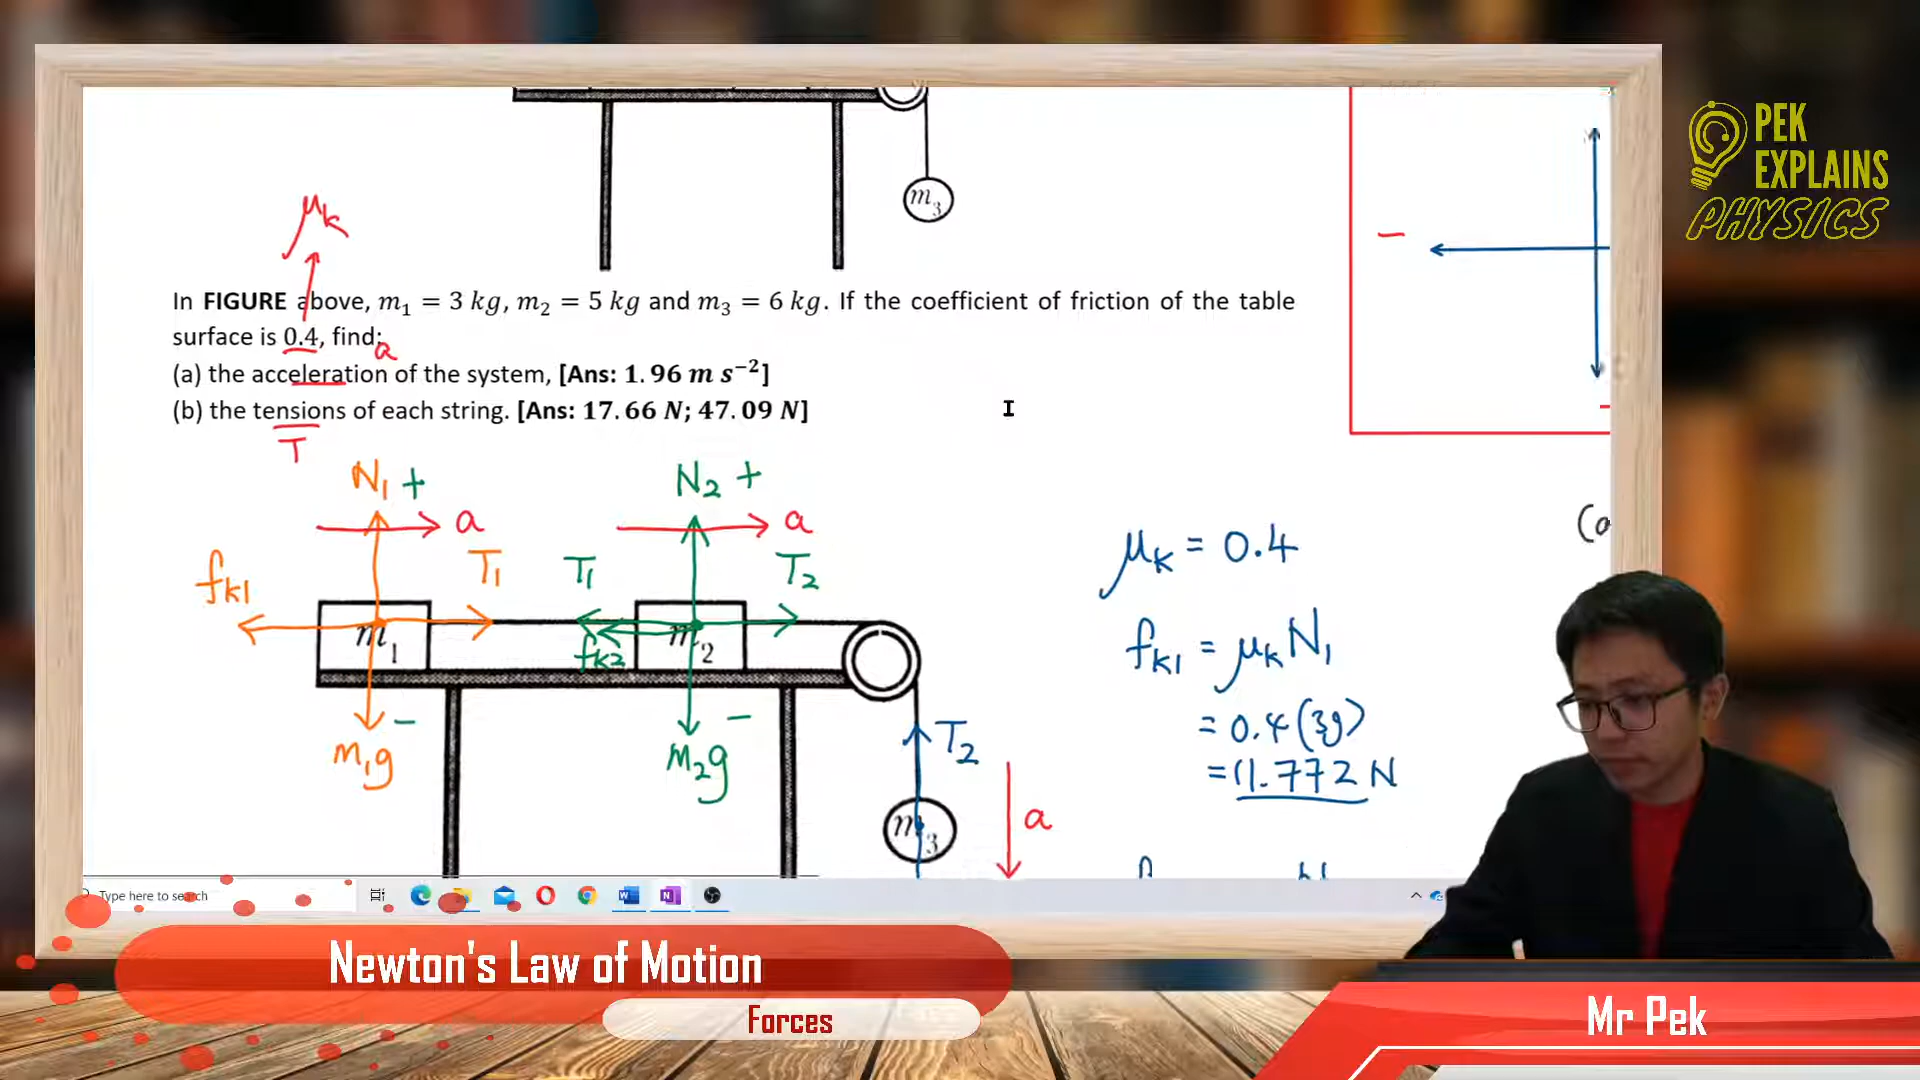 PEK
EXPLAINS
PHYSICS
m₃
μk
In FIGURE above, m₁ = 3 kg, m₂ = 5 kg and m₃ = 6 kg. If the coefficient of friction of the table
surface is 0.4, find;
a
(a) the acceleration of the system, [Ans: 1.96 m s⁻²]
(b) the tensions of each string. [Ans: 17.66 N; 47.09 N]
T
N₁ +
N₂ +
a
a
fk1
T₁
T₁
T₂
m₁
fk2
m₂
m₁g
−
m₂g
−
T₂
m₃
a
−
(a
μk = 0.4
fk1 = μk N₁
= 0.4 (3g)
= 11.772 N
Type here to search
Newton's Law of Motion
Forces
Mr Pek